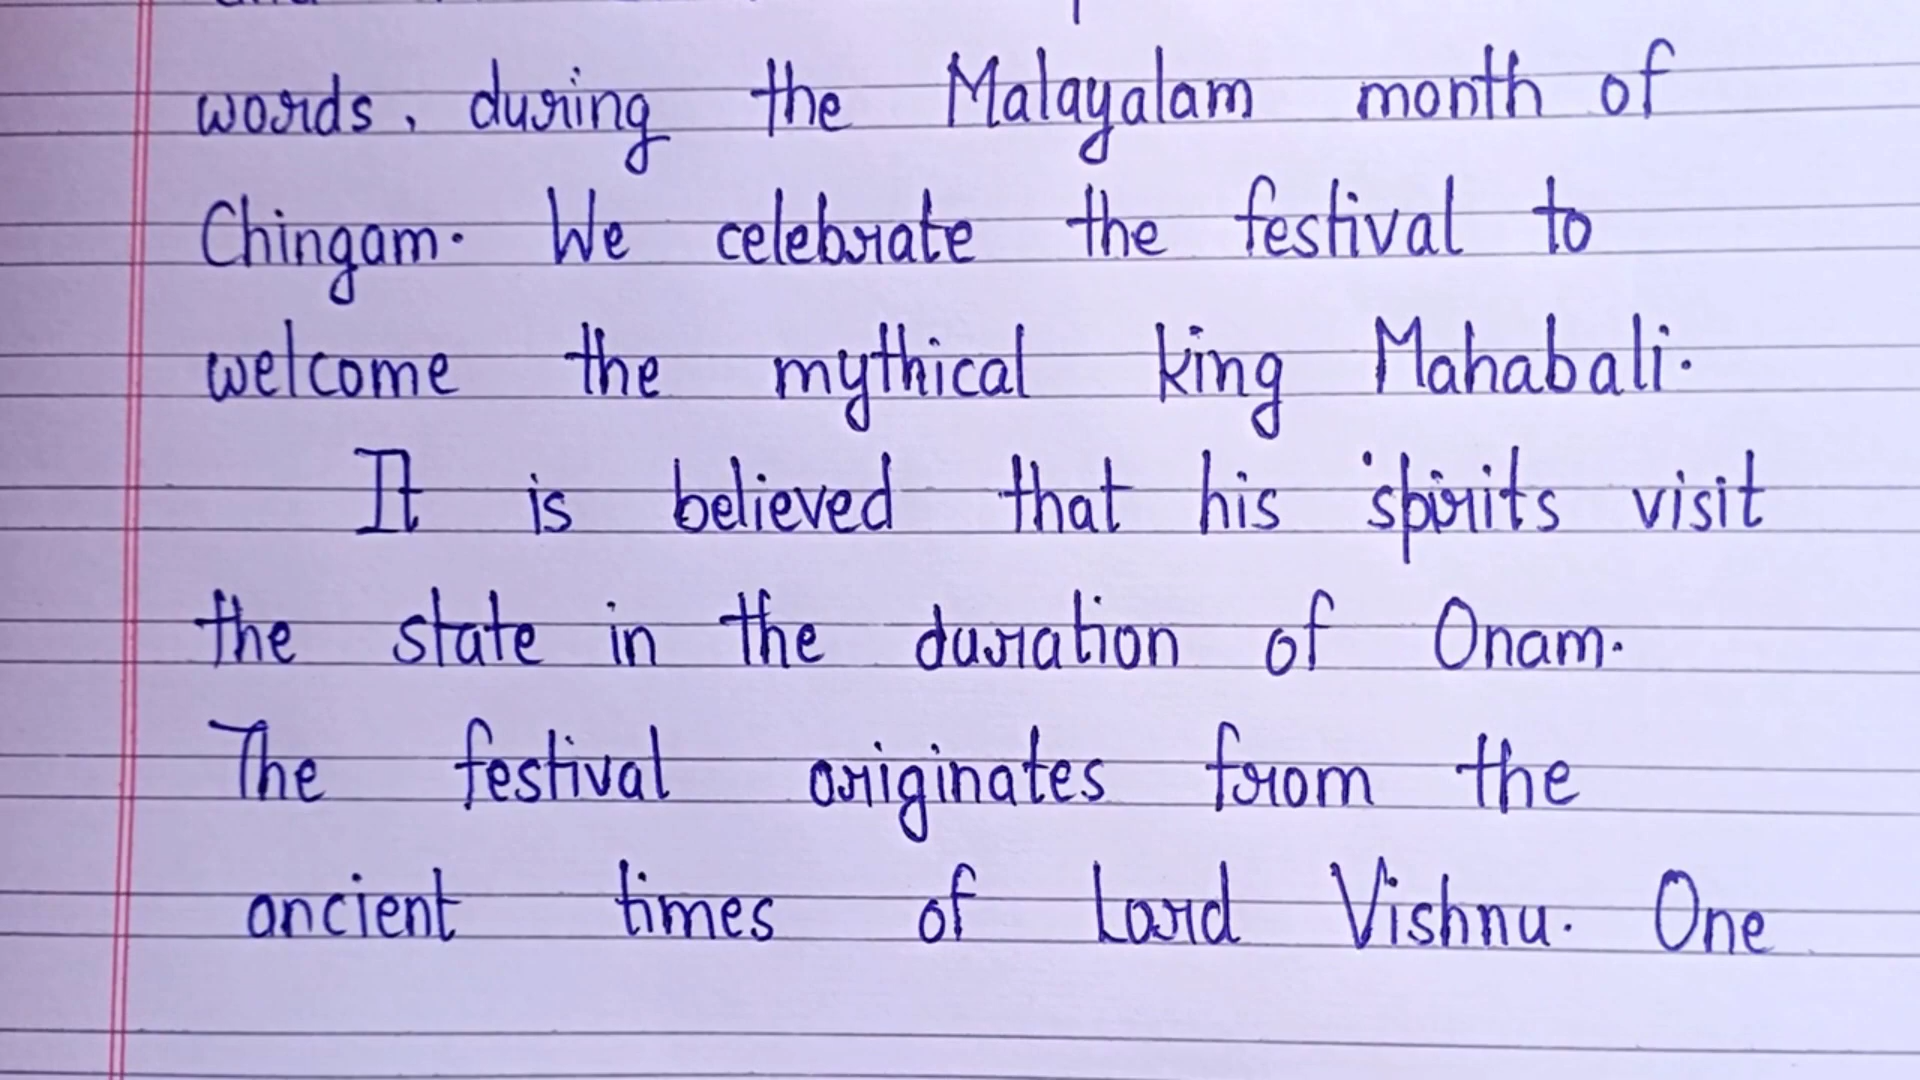 words, during the Malayalam month of
Chingam. We celebrate the festival to
welcome the mythical king Mahabali.
It is believed that his spirits visit
the state in the duration of Onam.
The festival originates from the
ancient times of Lord Vishnu. One